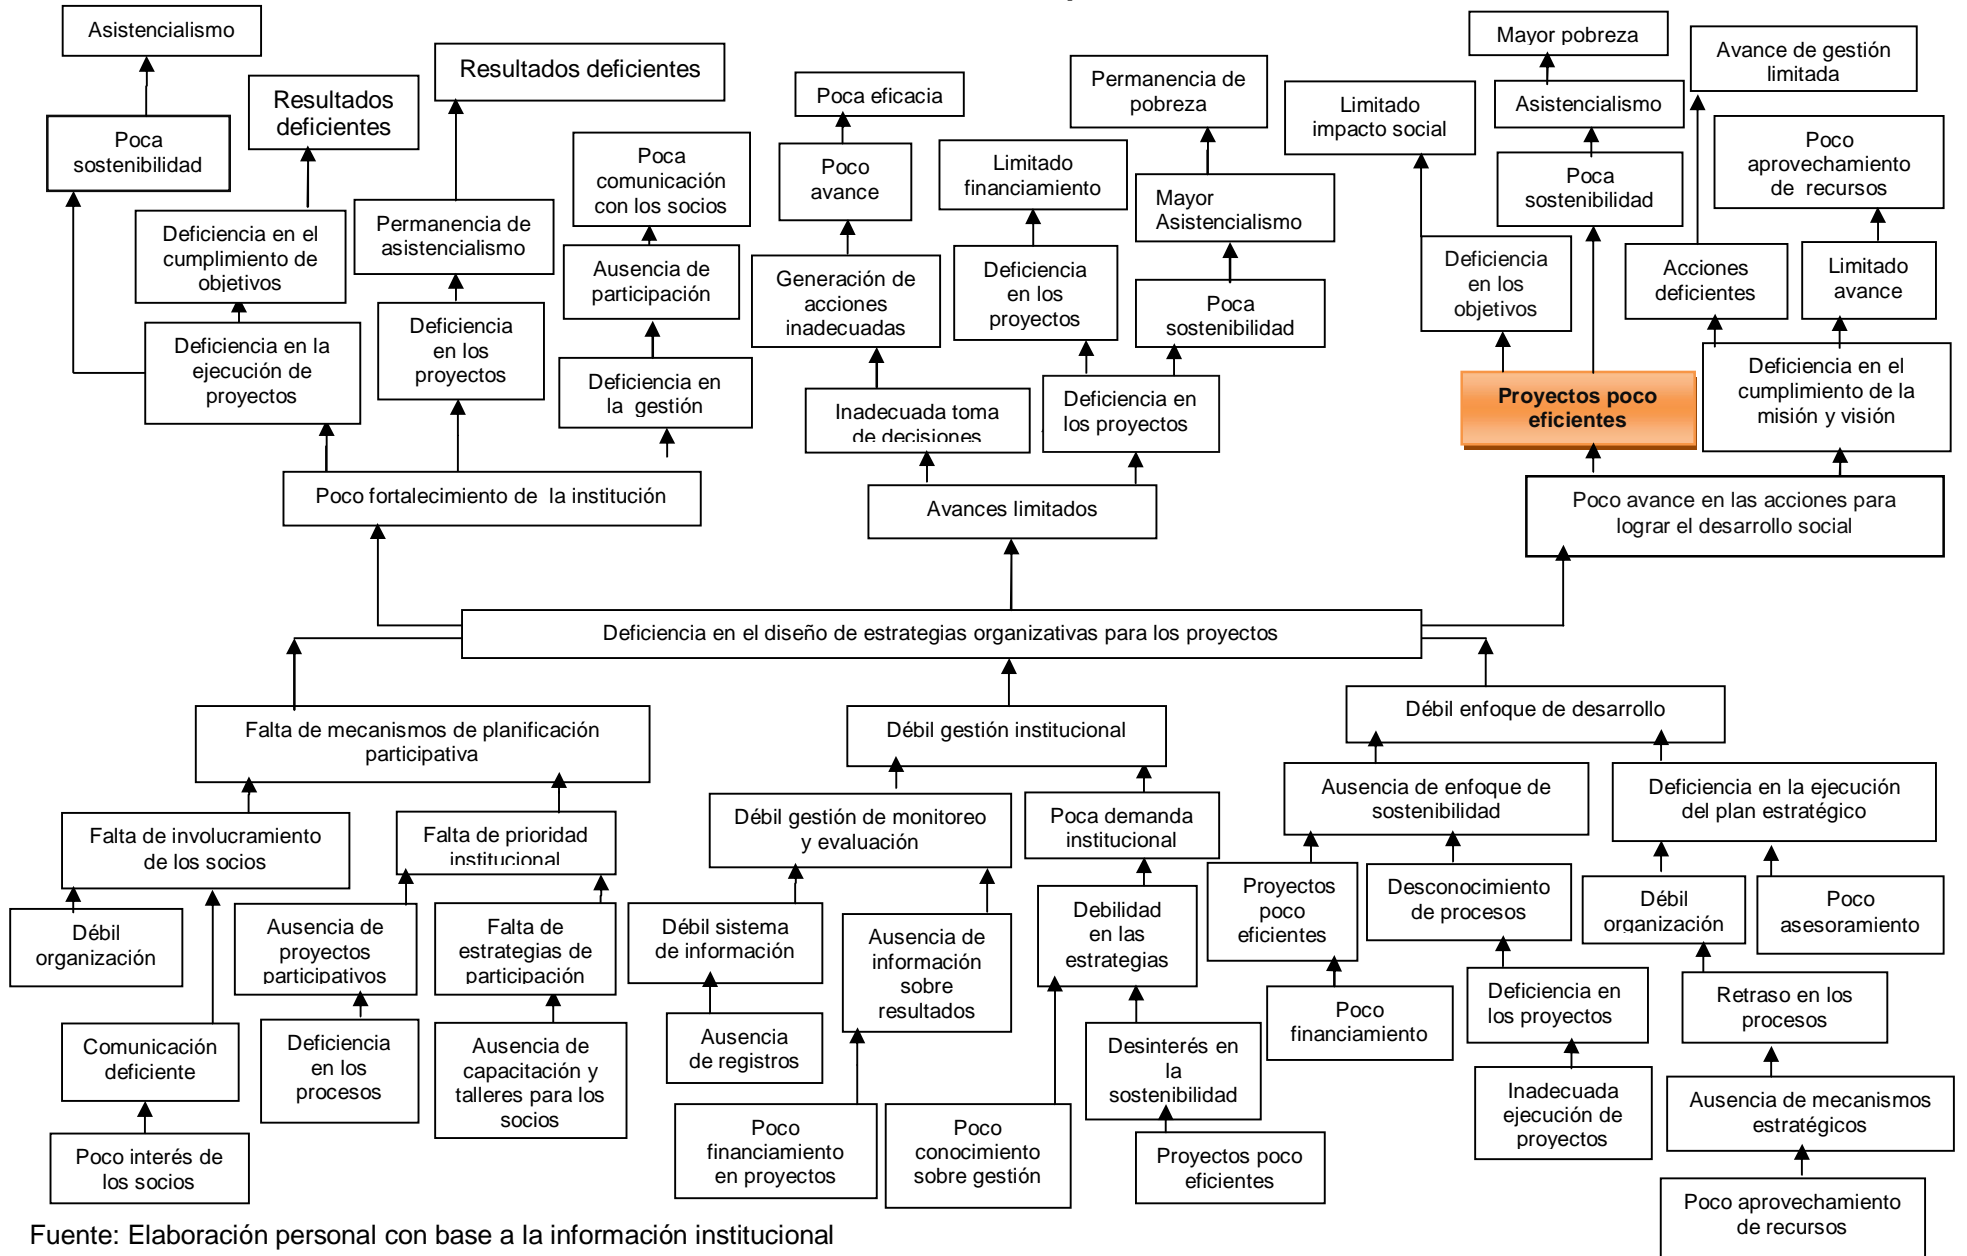 Asistencialismo
Resultados
deficientes
Resultados deficientes
Poca
sostenibilidad
Poca
comunicación
con los socios
Deficiencia en el
cumplimiento de
objetivos
Permanencia de
asistencialismo
Ausencia de
participación
Deficiencia en la
ejecución de
proyectos
Deficiencia
en los
proyectos
Deficiencia en
la gestión
Poco fortalecimiento de la institución
Poca eficacia
Permanencia de
pobreza
Poco
avance
Limitado
financiamiento
Mayor
Asistencialismo
Generación de
acciones
inadecuadas
Deficiencia
en los
proyectos
Poca
sostenibilidad
Inadecuada toma
de decisiones
Deficiencia en
los proyectos
Avances limitados
Mayor pobreza
Avance de gestión
limitada
Limitado
impacto social
Asistencialismo
Poco
aprovechamiento
de recursos
Poca
sostenibilidad
Deficiencia
en los
objetivos
Acciones
deficientes
Limitado
avance
Proyectos poco
eficientes
Deficiencia en el
cumplimiento de la
misión y visión
Poco avance en las acciones para
lograr el desarrollo social
Deficiencia en el diseño de estrategias organizativas para los proyectos
Falta de mecanismos de planificación
participativa
Débil gestión institucional
Débil enfoque de desarrollo
Falta de involucramiento
de los socios
Falta de prioridad
institucional
Débil organización
Ausencia de
proyectos
participativos
Falta de
estrategias de
participación
Comunicación
deficiente
Deficiencia
en los
procesos
Ausencia de
capacitación y
talleres para los
socios
Poco interés de
los socios
Débil gestión de monitoreo
y evaluación
Poca demanda
institucional
Débil sistema
de información
Ausencia de
información
sobre
resultados
Debilidad
en las
estrategias
Ausencia
de registros
Desinterés en
la
sostenibilidad
Poco
financiamiento
en proyectos
Poco
conocimiento
sobre gestión
Proyectos poco
eficientes
Ausencia de enfoque de
sostenibilidad
Deficiencia en la ejecución
del plan estratégico
Proyectos
poco
eficientes
Desconocimiento
de procesos
Débil
organización
Poco
asesoramiento
Poco
financiamiento
Deficiencia en
los proyectos
Retraso en los
procesos
Inadecuada
ejecución de
proyectos
Ausencia de mecanismos
estratégicos
Poco aprovechamiento
de recursos
Fuente: Elaboración personal con base a la información institucional